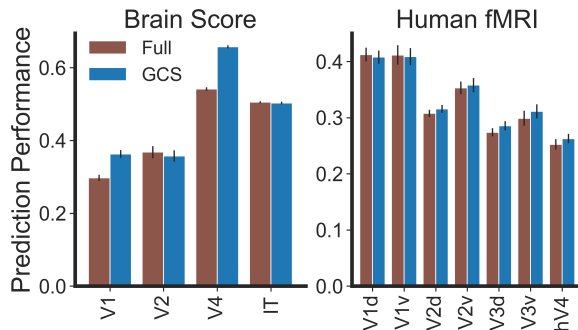 Brain Score
Human fMRI
Prediction Performance
Full
GCS
0.6
0.4
0.2
0.0
V1
V2
V4
IT
0.4
0.3
0.2
0.1
0.0
V1d
V1v
V2d
V2v
V3d
V3v
hV4